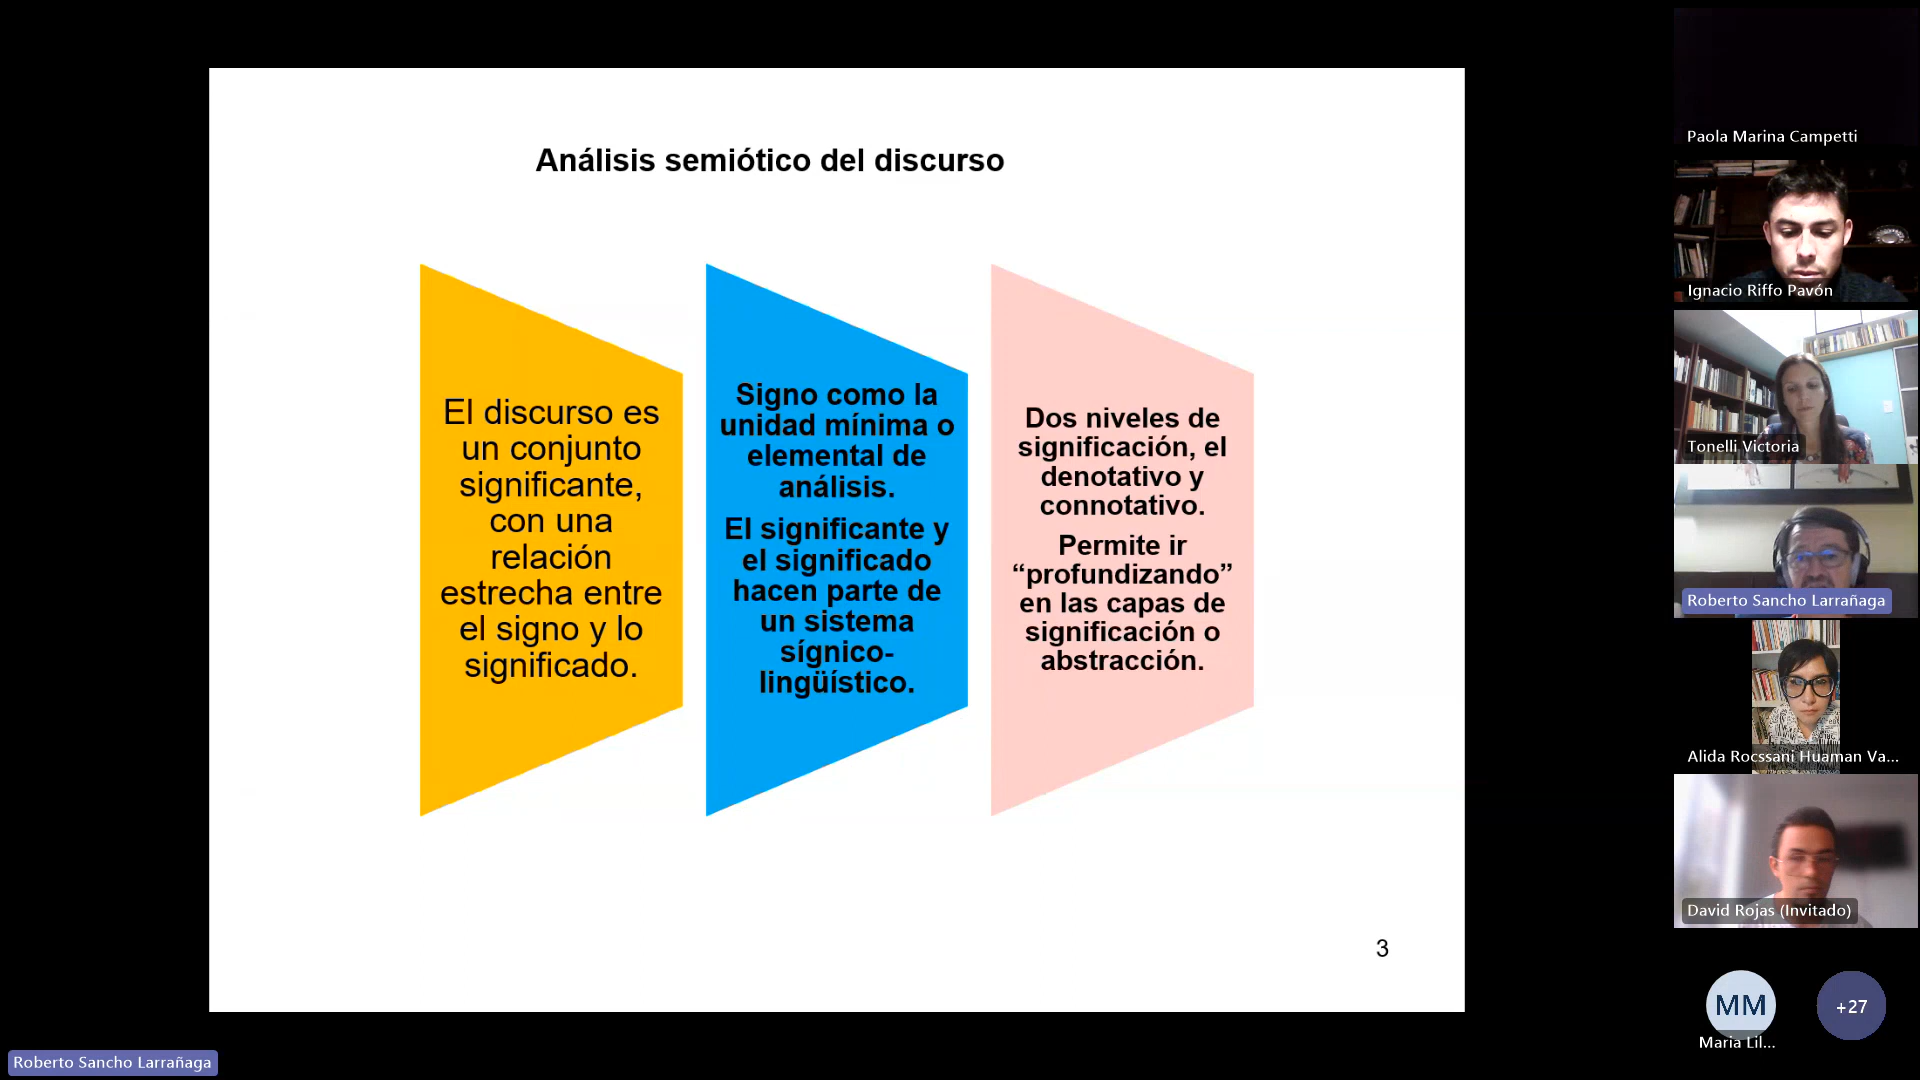 Análisis semiótico del discurso
El discurso es
un conjunto
significante,
con una
relación
estrecha entre
el signo y lo
significado.
Signo como la
unidad mínima o
elemental de
análisis.
El significante y
el significado
hacen parte de
un sistema
sígnico-
lingüístico.
Dos niveles de
significación, el
denotativo y
connotativo.
Permite ir
“profundizando”
en las capas de
significación o
abstracción.
3
Paola Marina Campetti
Ignacio Riffo Pavón
Tonelli Victoria
Roberto Sancho Larrañaga
Alida Rocssani Huaman Va...
David Rojas (Invitado)
MM
+27
Maria Lil...
Roberto Sancho Larrañaga